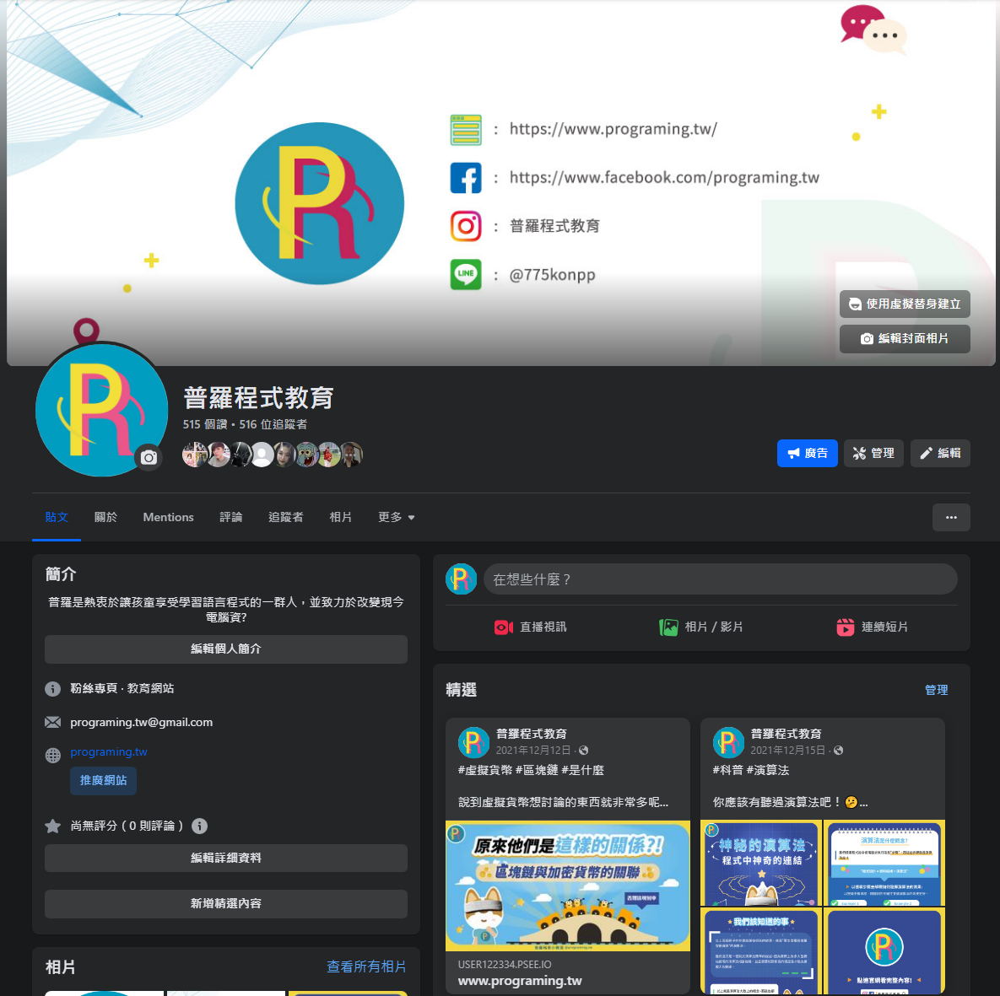 PR
: https://www.programing.tw/
: https://www.facebook.com/programing.tw
: 普羅程式教育
LINE : @775konpp
使用虛擬替身建立
編輯封面相片
PR
普羅程式教育
515 個讚 • 516 位追蹤者
廣告
管理
編輯
貼文 關於 Mentions 評論 追蹤者 相片 更多
簡介
普羅是熱衷於讓孩童享受學習語言程式的一群人，並致力於改變現今
電腦資?
編輯個人簡介
粉絲專頁 · 教育網站
programing.tw@gmail.com
programing.tw
推廣網站
尚無評分（0 則評論）
編輯詳細資料
新增精選內容
相片
查看所有相片
在想些什麼？
直播視訊
相片 / 影片
連續短片
精選
管理
普羅程式教育
2021年12月12日 ·
#虛擬貨幣 #區塊鏈 #是什麼
說到虛擬貨幣想討論的東西就非常多呢...
原來他們是這樣的關係?!
區塊鏈與加密貨幣的關聯
USER122334.PSEE.IO
www.programing.tw
普羅程式教育
2021年12月15日 ·
#科普 #演算法
你應該有聽過演算法吧！🤔...
神秘的演算法
程式中神奇的連結
演算法是什麼概念?
我們該知道的事
點進官網看完整內容!